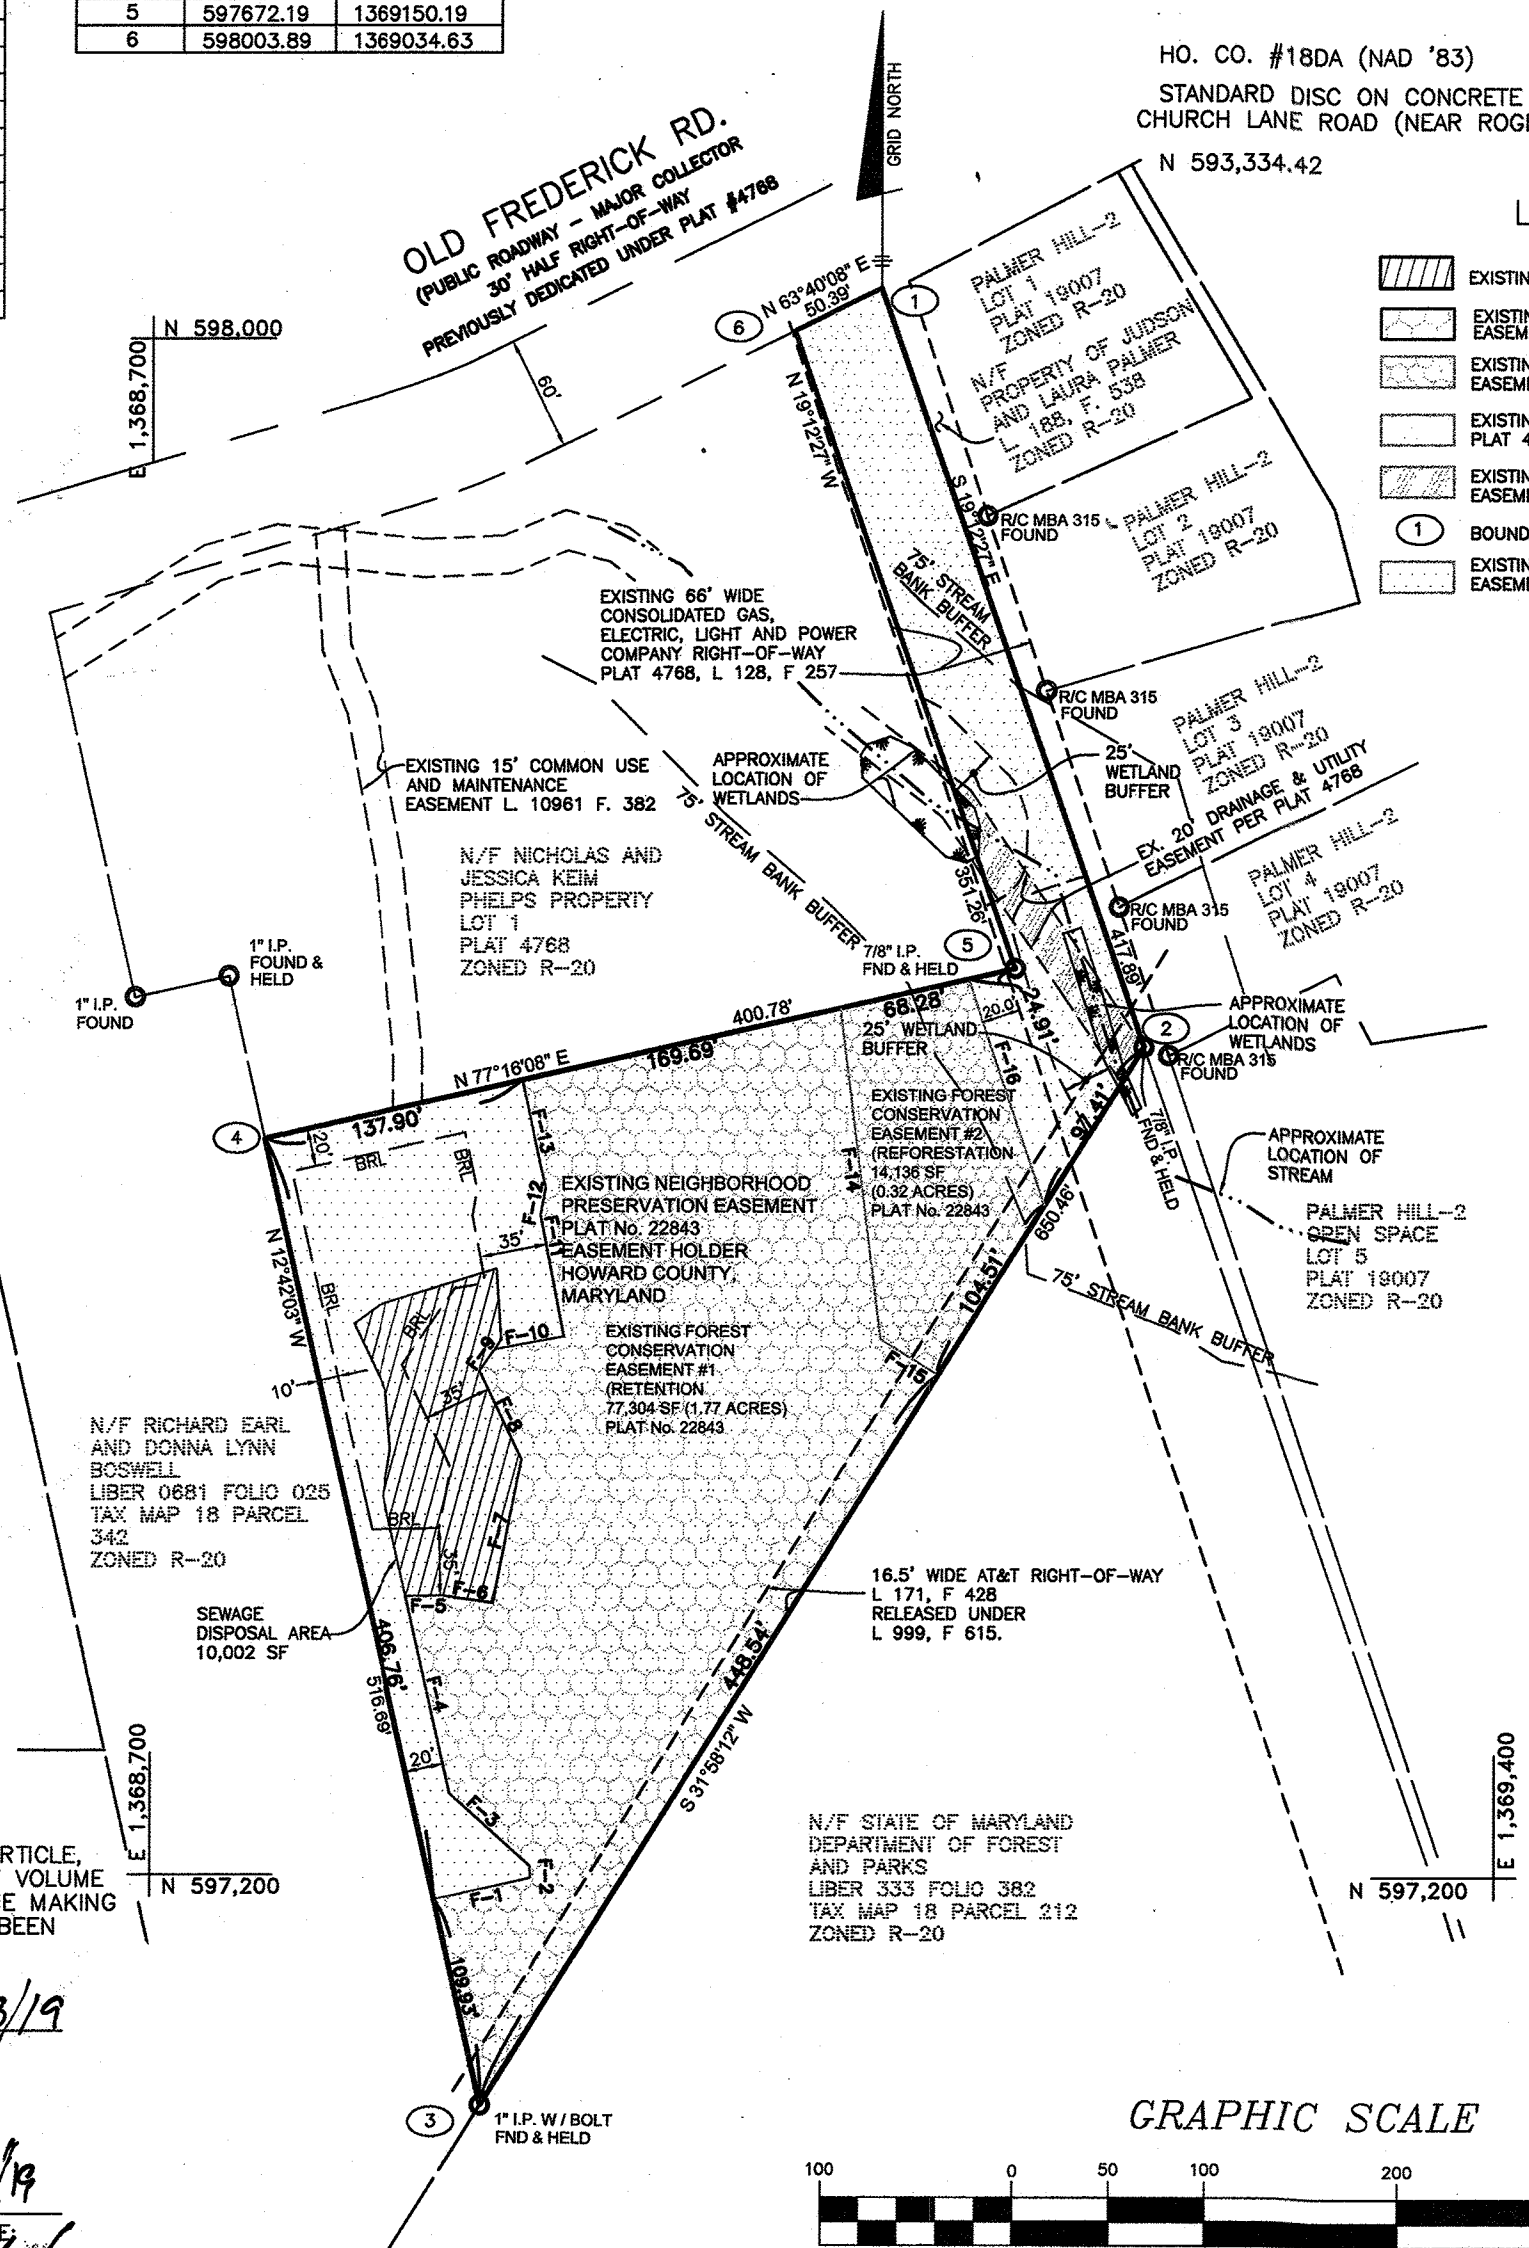 5 597672.19 1369150.19
6 598003.89 1369034.63
HO. CO. #18DA (NAD '83)
STANDARD DISC ON CONCRETE
CHURCH LANE ROAD (NEAR
N 593,334.42
GRID NORTH
OLD FREDERICK RD.
(PUBLIC ROADWAY - MAJOR COLLECTOR
30' HALF RIGHT-OF-WAY
PREVIOUSLY DEDICATED UNDER PLAT #4768
N 598,000
E 1,368,700
60'
6
N 63°40'08" E
50.39'
1
PALMER HILL-2
LOT 1
PLAT 19007
ZONED R-20
N/F
PROPERTY OF JUDSON
AND LAURA PALMER
L. 188, F. 538
ZONED R-20
EXISTING
EXISTING
EXISTING
PLAT
EXISTING
1
EXISTING
N 19°12'27" W
S 19°12'27" E
R/C MBA 315
FOUND
PALMER HILL-2
LOT 2
PLAT 19007
ZONED R-20
75' STREAM
BANK BUFFER
EXISTING 66' WIDE
CONSOLIDATED GAS,
ELECTRIC, LIGHT AND POWER
COMPANY RIGHT-OF-WAY
PLAT 4768, L 128, F 257
R/C MBA 315
FOUND
PALMER HILL-2
LOT 3
PLAT 19007
ZONED R-20
25'
WETLAND
BUFFER
EX. 20' DRAINAGE & UTILITY
EASEMENT PER PLAT 4768
EXISTING 15' COMMON USE
AND MAINTENANCE
EASEMENT L. 10961 F. 382
APPROXIMATE
LOCATION OF
WETLANDS
75' STREAM BANK BUFFER
N/F NICHOLAS AND
JESSICA KEIM
PHELPS PROPERTY
LOT 1
PLAT 4768
ZONED R-20
351.26'
PALMER HILL-2
LOT 4
PLAT 19007
ZONED R-20
R/C MBA 315
FOUND
417.89'
1" I.P.
FOUND &
HELD
1" I.P.
FOUND
5
7/8" I.P.
FND & HELD
400.78'
68.28'
24.91'
20.0'
25' WETLAND
BUFFER
2
R/C MBA 315
FOUND
APPROXIMATE
LOCATION OF
WETLANDS
N 77°16'08" E
169.69'
F-16
4
137.90'
20'
BRL
BRL
F-13
F-14
EXISTING FOREST
CONSERVATION
EASEMENT #2
(REFORESTATION
14,136 SF
(0.32 ACRES)
PLAT No. 22843
97.41'
7/8" I.P.
FND & HELD
APPROXIMATE
LOCATION OF
STREAM
F-12
EXISTING NEIGHBORHOOD
PRESERVATION EASEMENT
PLAT No. 22843
EASEMENT HOLDER
HOWARD COUNTY,
MARYLAND
F-11
35'
650.46'
PALMER HILL-2
OPEN SPACE
LOT 5
PLAT 19007
ZONED R-20
N 12°42'03" W
BRL
BRL
104.51'
75' STREAM BANK BUFFER
F-9
F-10
EXISTING FOREST
CONSERVATION
EASEMENT #1
(RETENTION
77,304 SF (1.77 ACRES)
PLAT No. 22843
F-15
10'
35'
F-8
N/F RICHARD EARL
AND DONNA LYNN
BOSWELL
LIBER 0681 FOLIO 025
TAX MAP 18 PARCEL
342
ZONED R-20
BRL
F-7
35'
F-6
F-5
16.5' WIDE AT&T RIGHT-OF-WAY
L 171, F 428
RELEASED UNDER
L 999, F 615.
SEWAGE
DISPOSAL AREA
10,002 SF
406.76'
516.69'
F-4
448.54'
S 31°58'12" W
20'
F-3
F-2
F-1
E 1,368,700
N 597,200
E 1,369,400
N 597,200
N/F STATE OF MARYLAND
DEPARTMENT OF FOREST
AND PARKS
LIBER 333 FOLIO 382
TAX MAP 18 PARCEL 212
ZONED R-20
VOLUME
MAKING
BEEN
109.93'
3
1" I.P. W/ BOLT
FND & HELD
GRAPHIC SCALE
100 0 50 100 200